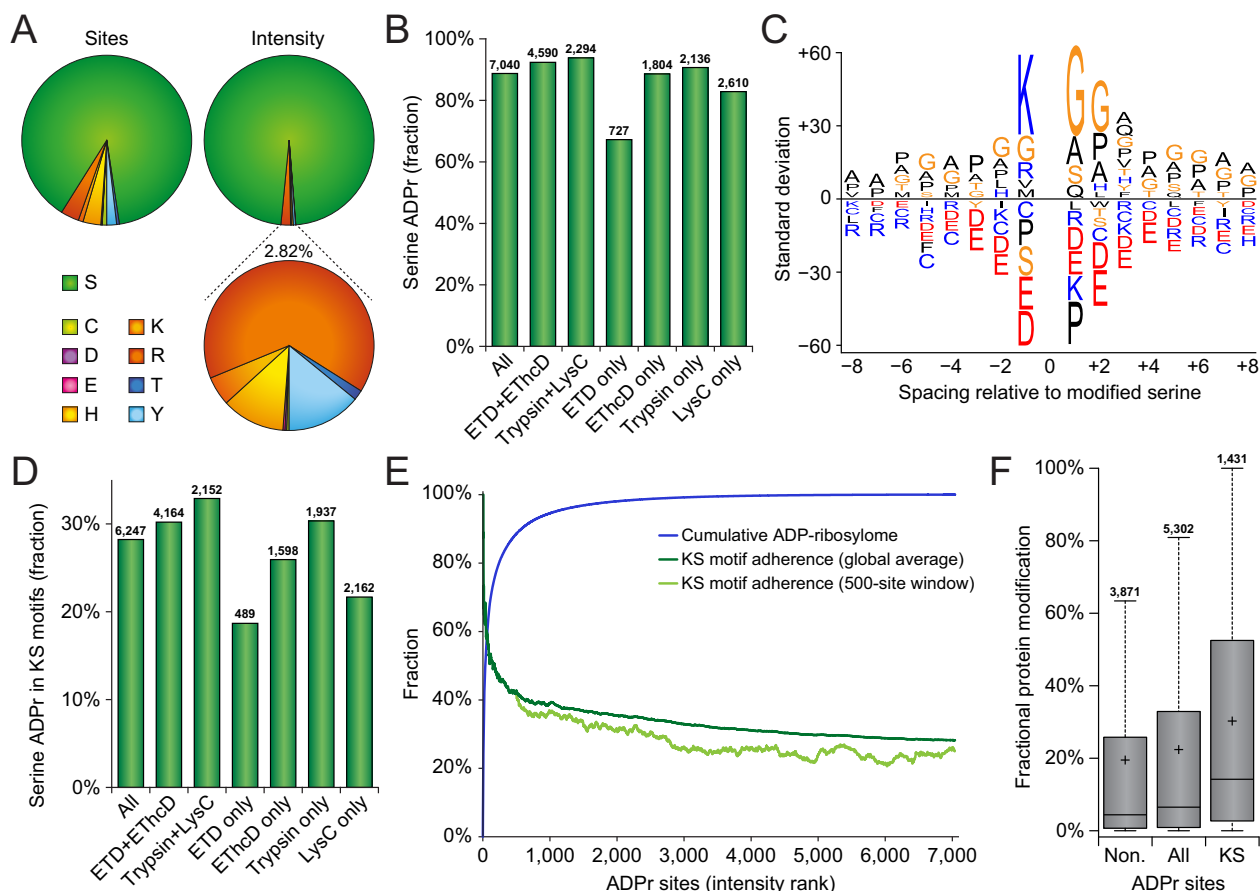 A
Sites
Intensity
2.82%
S
C
K
D
R
E
T
H
Y
B
Serine ADPr (fraction)
100%
80%
60%
40%
20%
0%
7,040
4,590
2,294
727
1,804
2,136
2,610
All
ETD+EThcD
Trypsin+LysC
ETD only
EThcD only
Trypsin only
LysC only
C
Standard deviation
+60
+30
0
−30
−60
K
G
R
C
P
S
E
D
G
A
S
Q
L
R
D
E
K
P
G
P
A
−8
−6
−4
−2
0
+2
+4
+6
+8
Spacing relative to modified serine
D
Serine ADPr in KS motifs (fraction)
30%
20%
10%
0%
6,247
4,164
2,152
489
1,598
1,937
2,162
All
ETD+EThcD
Trypsin+LysC
ETD only
EThcD only
Trypsin only
LysC only
E
Fraction
100%
80%
60%
40%
20%
0%
Cumulative ADP-ribosylome
KS motif adherence (global average)
KS motif adherence (500-site window)
0
1,000
2,000
3,000
4,000
5,000
6,000
7,000
ADPr sites (intensity rank)
F
Fractional protein modification
100%
80%
60%
40%
20%
0%
3,871
5,302
1,431
Non.
All
KS
ADPr sites